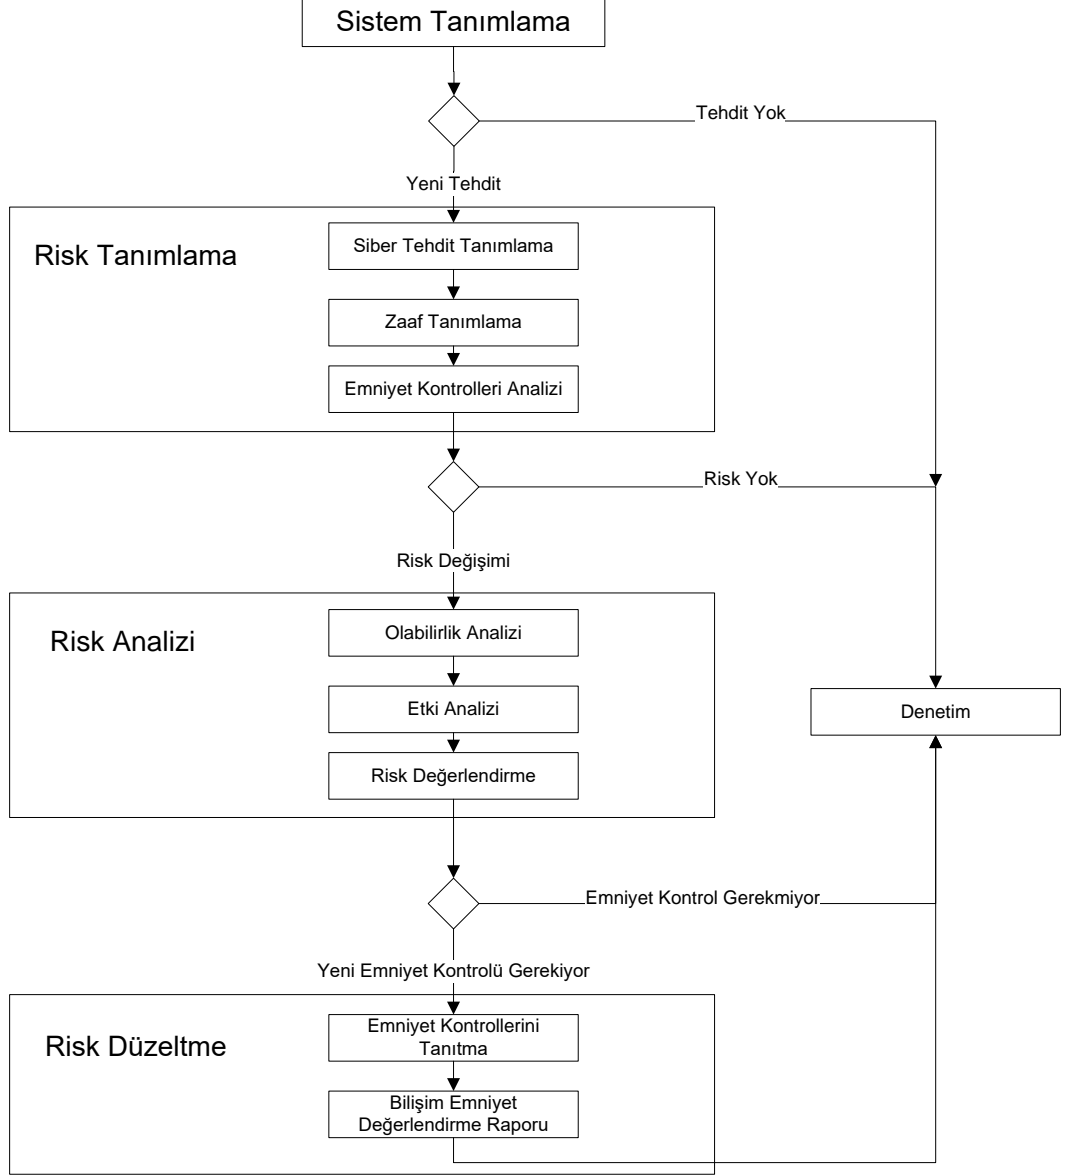 Sistem Tanımlama
Tehdit Yok
Yeni Tehdit
Risk Tanımlama
Siber Tehdit Tanımlama
Zaaf Tanımlama
Emniyet Kontrolleri Analizi
Risk Yok
Risk Değişimi
Risk Analizi
Olabilirlik Analizi
Etki Analizi
Denetim
Risk Değerlendirme
Emniyet Kontrol Gerekmiyor
Yeni Emniyet Kontrolü Gerekiyor
Risk Düzeltme
Emniyet Kontrollerini
Tanıtma
Bilişim Emniyet
Değerlendirme Raporu